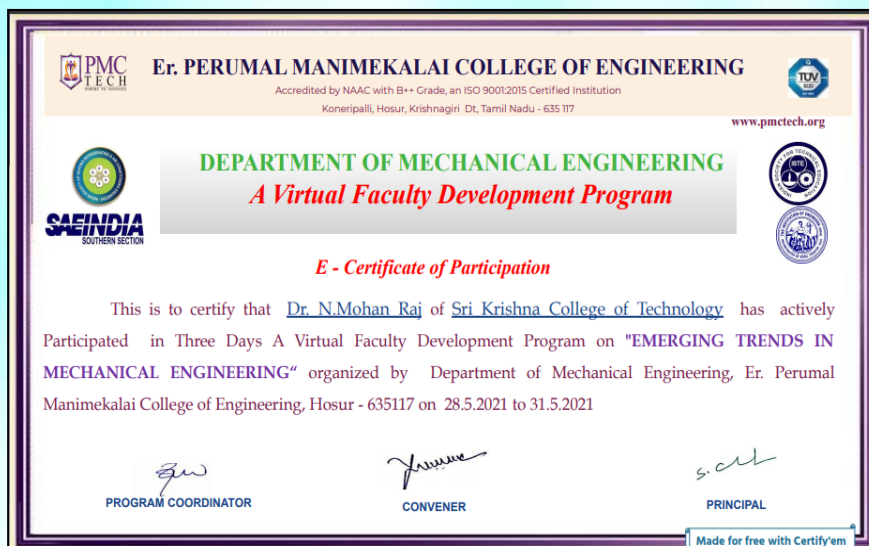 PMC
TECH
Er. PERUMAL MANIMEKALAI COLLEGE OF ENGINEERING
Accredited by NAAC with B++ Grade, an ISO 9001:2015 Certified Institution
Koneripalli, Hosur, Krishnagiri Dt, Tamil Nadu - 635 117
TÜV
SÜD
www.pmctech.org
DEPARTMENT OF MECHANICAL ENGINEERING
A Virtual Faculty Development Program
SAEINDIA
SOUTHERN SECTION
ISTE
E - Certificate of Participation
This is to certify that Dr. N.Mohan Raj of Sri Krishna College of Technology has actively
Participated in Three Days A Virtual Faculty Development Program on "EMERGING TRENDS IN
MECHANICAL ENGINEERING“ organized by Department of Mechanical Engineering, Er. Perumal
Manimekalai College of Engineering, Hosur - 635117 on 28.5.2021 to 31.5.2021
PROGRAM COORDINATOR
CONVENER
PRINCIPAL
Made for free with Certify'em